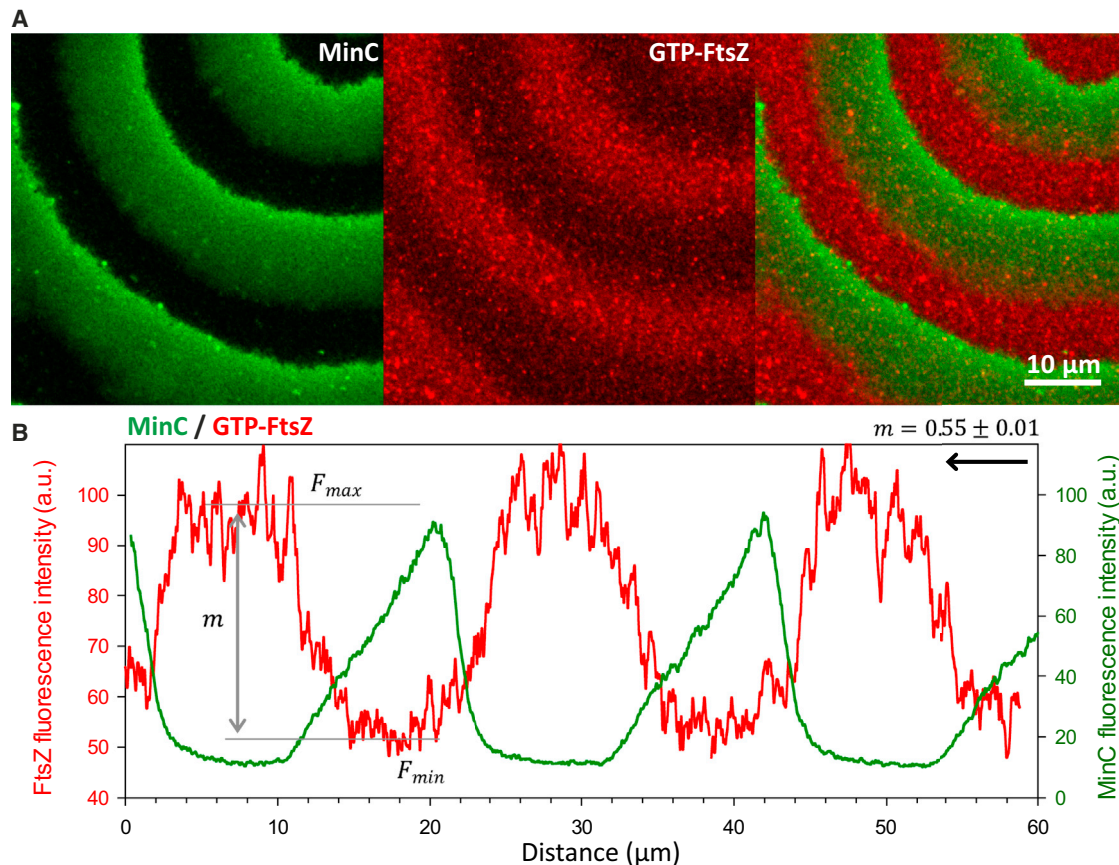 A
MinC
GTP-FtsZ
10 µm
B
MinC / GTP-FtsZ
m = 0.55 ± 0.01
F_max
m
F_min
FtsZ fluorescence intensity (a.u.)
100
90
80
70
60
50
40
MinC fluorescence intensity (a.u.)
100
80
60
40
20
0
0 10 20 30 40 50 60
Distance (µm)